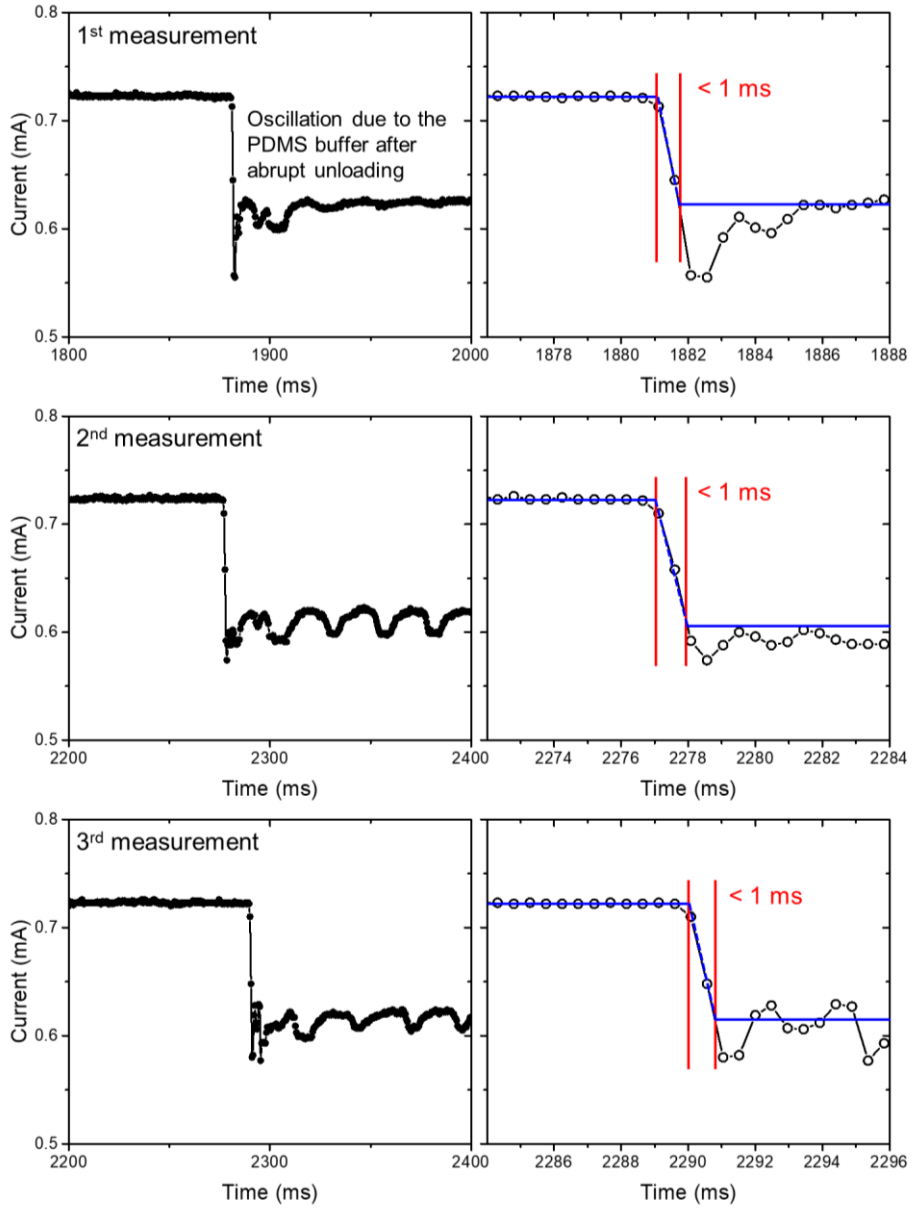 1st measurement
Oscillation due to the
PDMS buffer after
abrupt unloading
Current (mA)
0.8
0.7
0.6
0.5
1800
1900
2000
Time (ms)
< 1 ms
1878
1880
1882
1884
1886
1888
Time (ms)
2nd measurement
Current (mA)
0.8
0.7
0.6
0.5
2200
2300
2400
Time (ms)
< 1 ms
2274
2276
2278
2280
2282
2284
Time (ms)
3rd measurement
Current (mA)
0.8
0.7
0.6
0.5
2200
2300
2400
Time (ms)
< 1 ms
2286
2288
2290
2292
2294
2296
Time (ms)